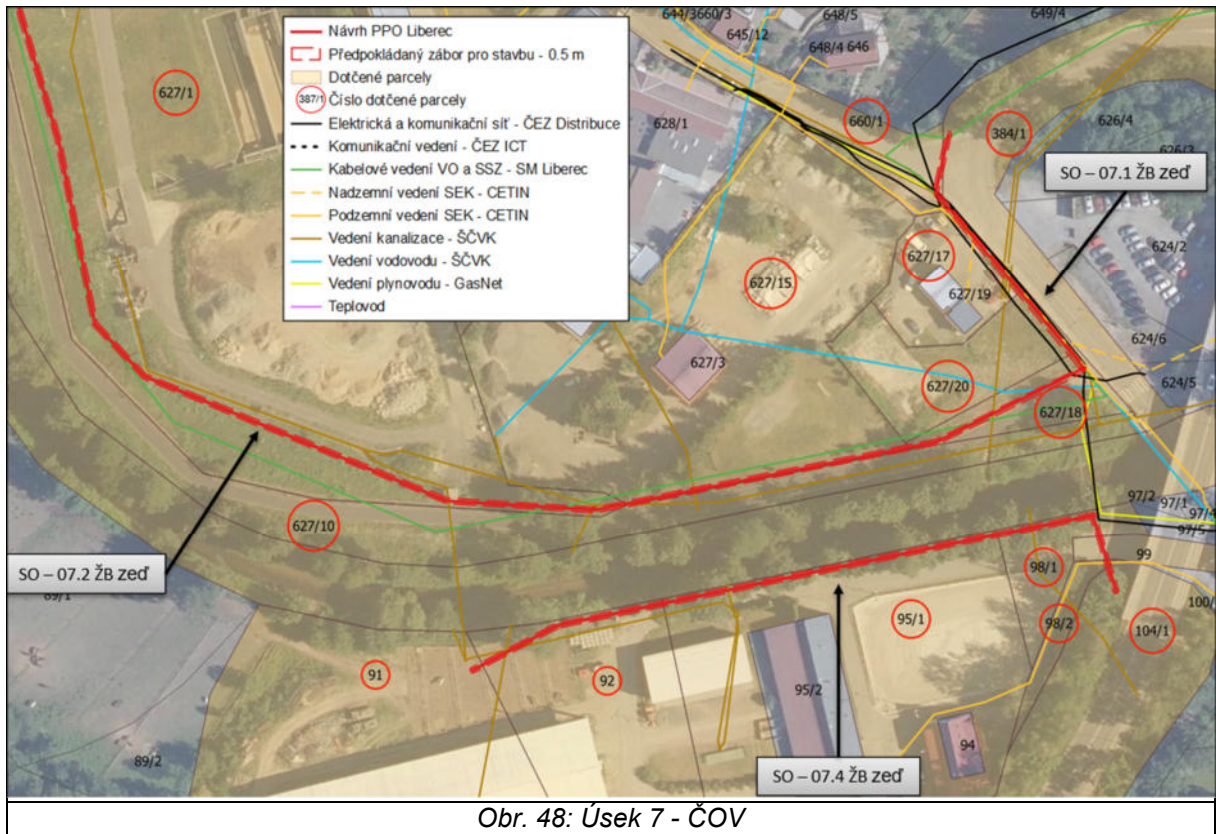 Návrh PPO Liberec
Předpokládaný zábor pro stavbu - 0.5 m
Dotčené parcely
387/1 Číslo dotčené parcely
Elektrická a komunikační síť - ČEZ Distribuce
Komunikační vedení - ČEZ ICT
Kabelové vedení VO a SSZ - SM Liberec
Nadzemní vedení SEK - CETIN
Podzemní vedení SEK - CETIN
Vedení kanalizace - ŠČVK
Vedení vodovodu - ŠČVK
Vedení plynovodu - GasNet
Teplovod
627/1
644/3
660/3
645/12
648/5
648/4
646
649/4
628/1
660/1
384/1
626/4
626/3
SO – 07.1 ŽB zeď
624/2
627/17
627/15
627/19
624/6
624/5
627/3
627/20
627/18
97/2
97/1
97/4
97/5
627/10
SO – 07.2 ŽB zeď
89/1
99
98/1
100/
98/2
104/1
95/1
91
92
95/2
94
89/2
SO – 07.4 ŽB zeď
Obr. 48: Úsek 7 - ČOV